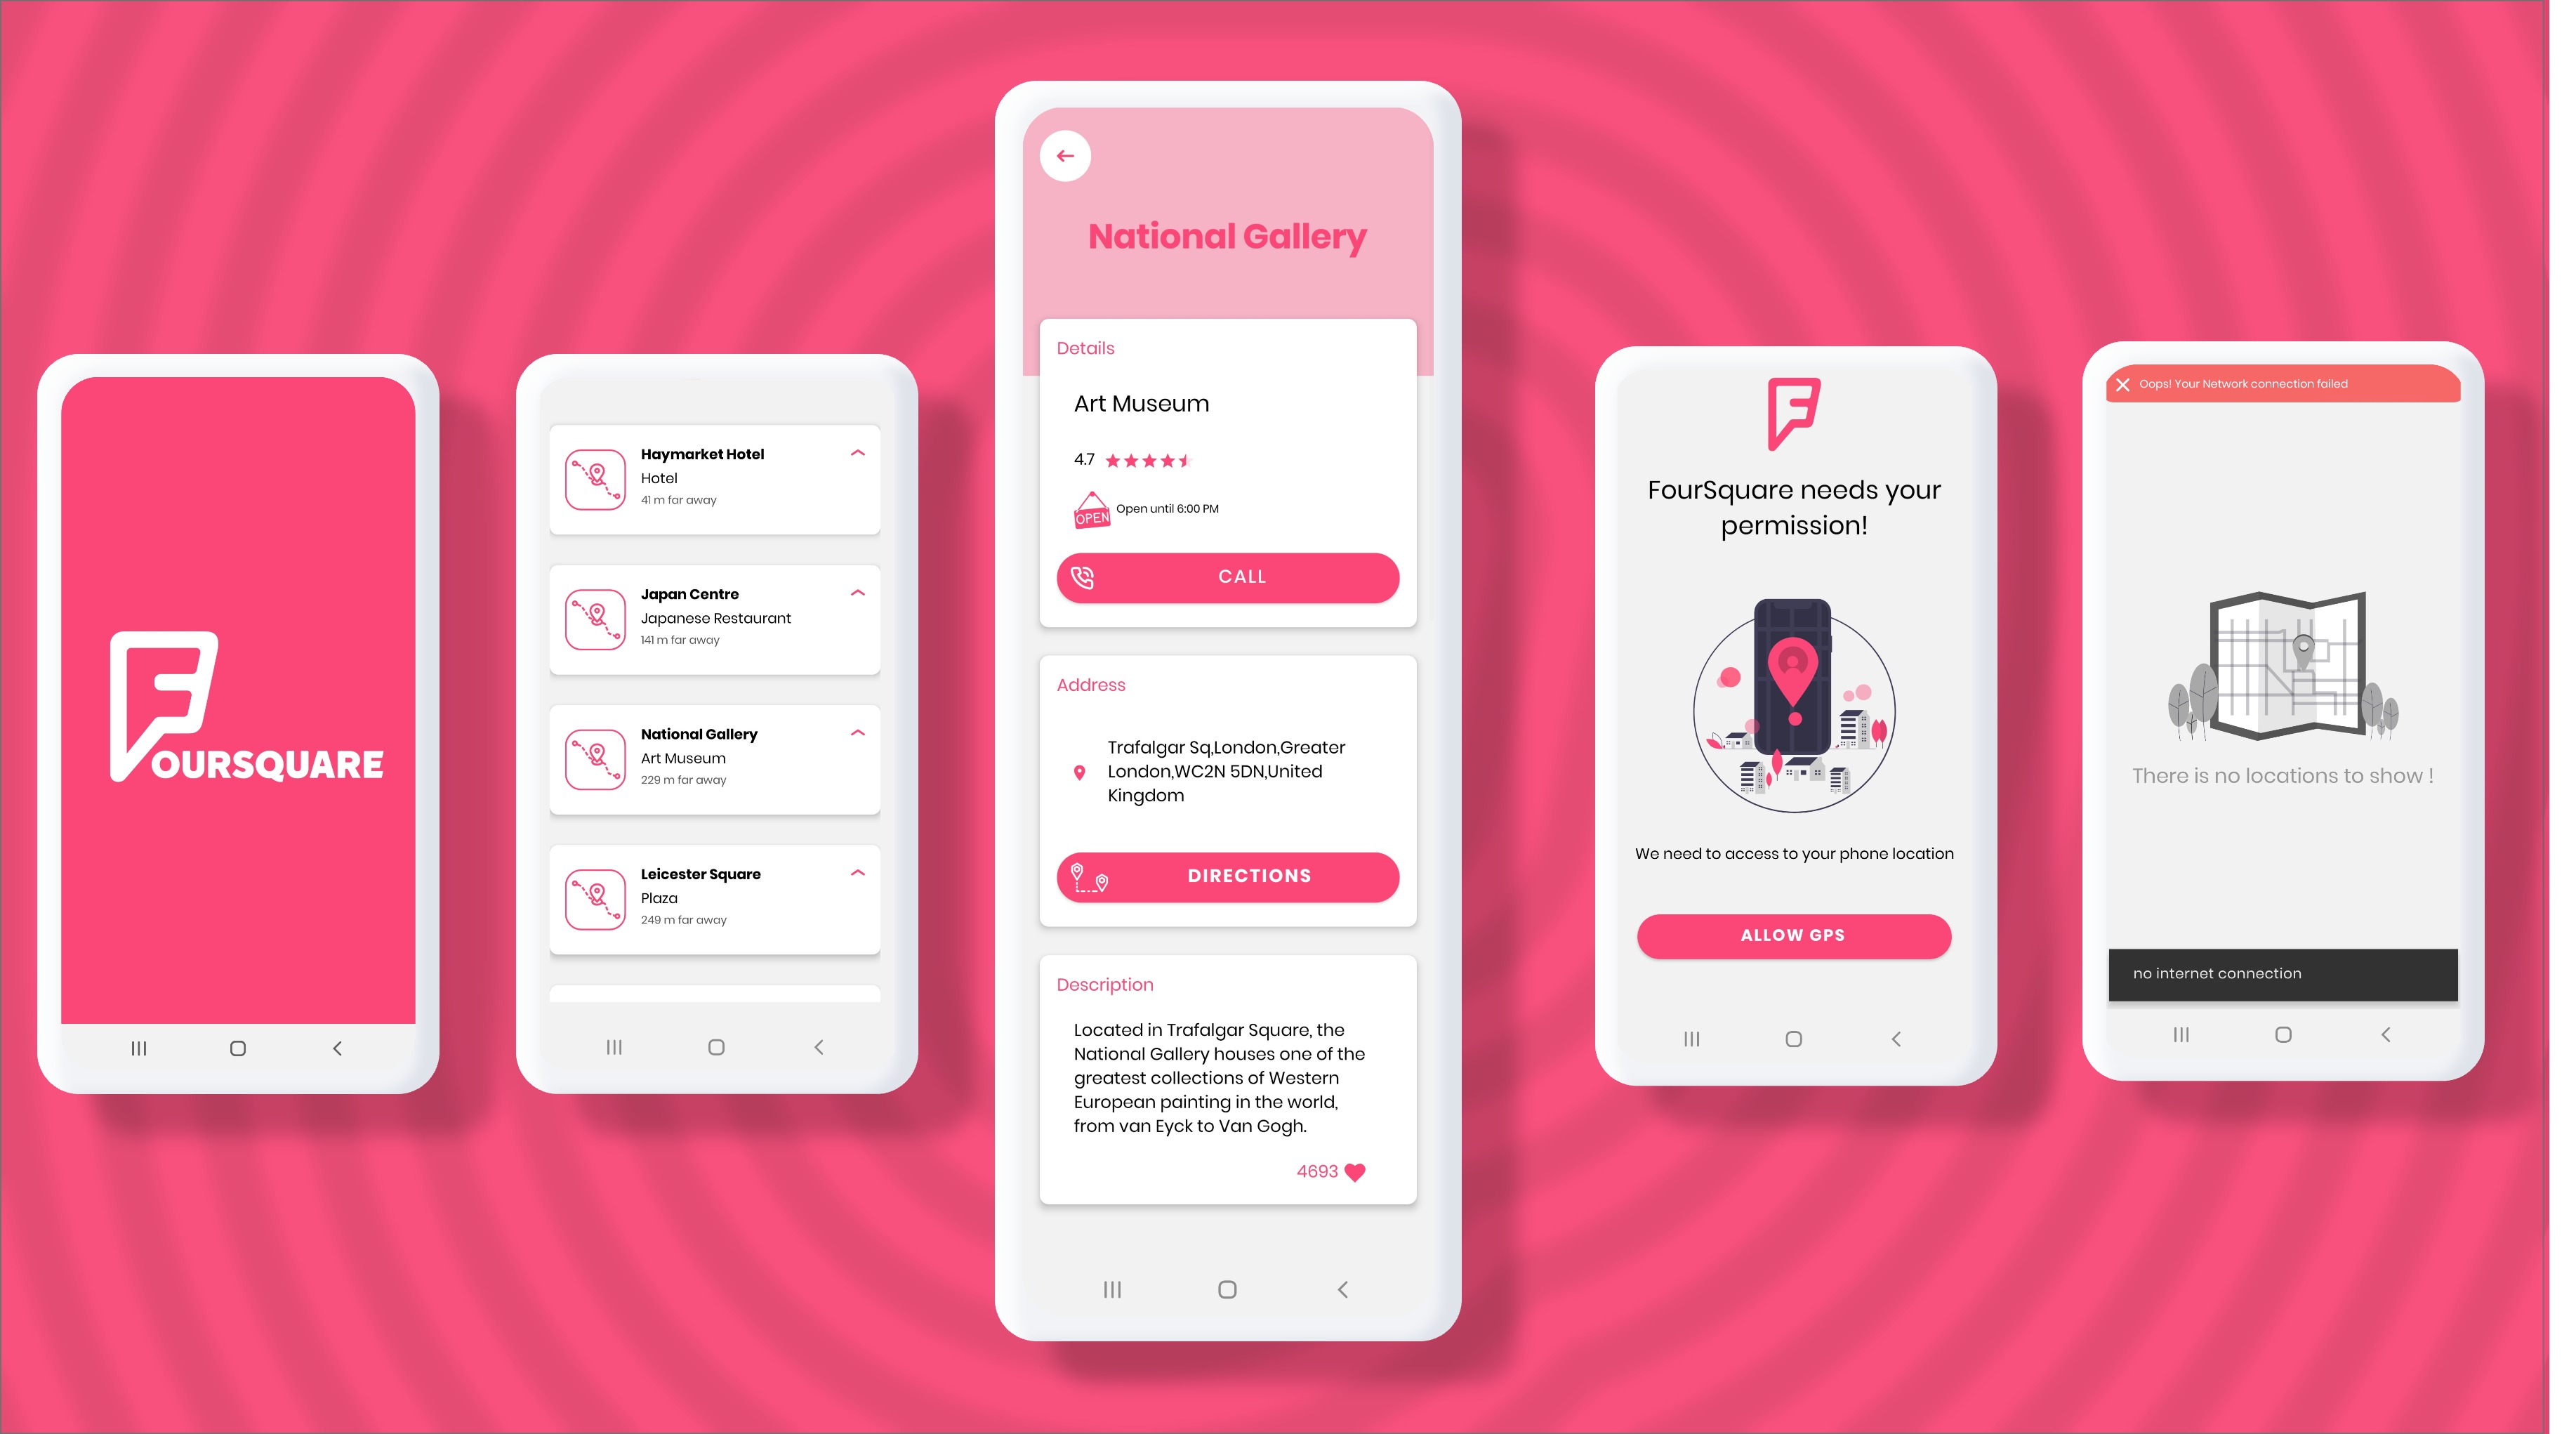 FOURSQUARE
Haymarket Hotel
Hotel
41 m far away
Japan Centre
Japanese Restaurant
141 m far away
National Gallery
Art Museum
229 m far away
Leicester Square
Plaza
249 m far away
National Gallery
Details
Art Museum
4.7
OPEN
Open until 6:00 PM
CALL
Address
Trafalgar Sq,London,Greater
London,WC2N 5DN,United
Kingdom
DIRECTIONS
Description
Located in Trafalgar Square, the
National Gallery houses one of the
greatest collections of Western
European painting in the world,
from van Eyck to Van Gogh.
4693
FourSquare needs your
permission!
We need to access to your phone location
ALLOW GPS
Oops! Your Network connection failed
There is no locations to show !
no internet connection